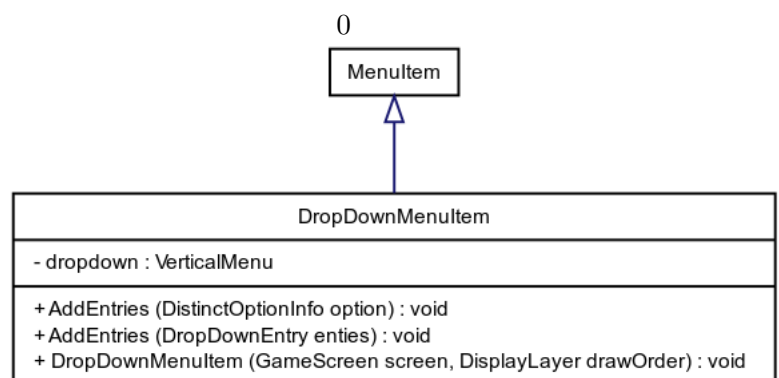 0
MenuItem
DropDownMenuItem
- dropdown : VerticalMenu
+ AddEntries (DistinctOptionInfo option) : void
+ AddEntries (DropDownEntry enties) : void
+ DropDownMenuItem (GameScreen screen, DisplayLayer drawOrder) : void